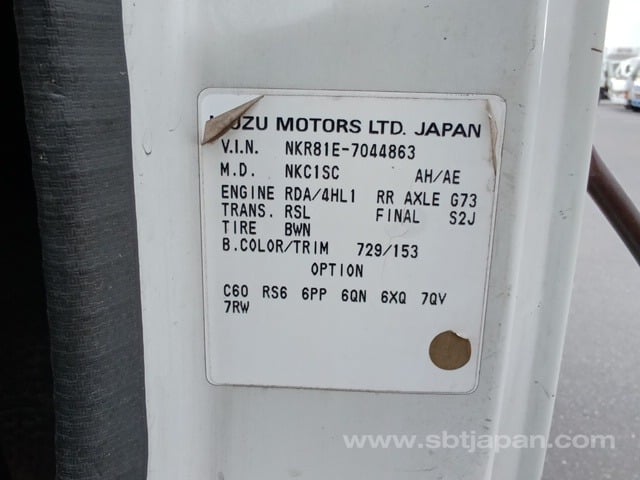 UZU MOTORS LTD. JAPAN
V.I.N. NKR81E-7044863
M.D. NKC1SC AH/AE
ENGINE RDA/4HL1 RR AXLE G73
TRANS. RSL FINAL S2J
TIRE BWN
B.COLOR/TRIM 729/153
OPTION
C60 RS6 6PP 6QN 6XQ 7QV
7RW
www.sbtjapan.com